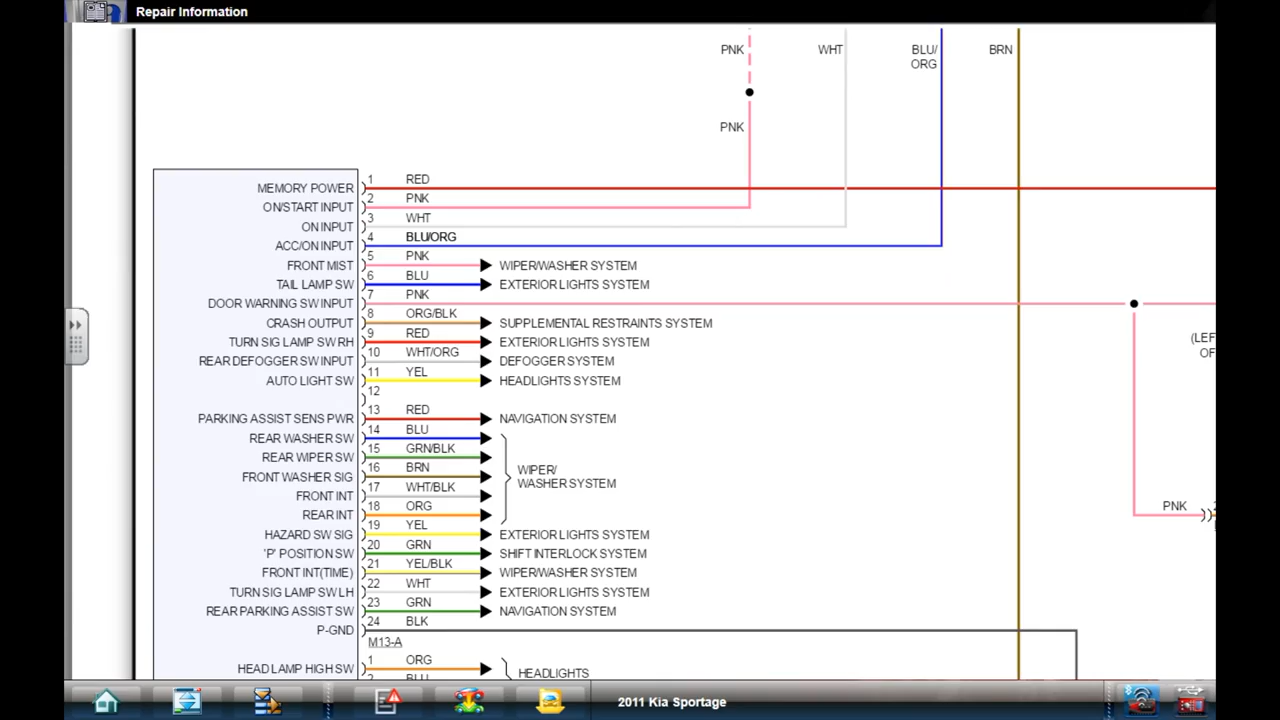 Repair Information
PNK WHT BLU/ BRN
ORG
PNK
MEMORY POWER 1 RED
ON/START INPUT 2 PNK
ON INPUT 3 WHT
ACC/ON INPUT 4 BLU/ORG
FRONT MIST 5 PNK WIPER/WASHER SYSTEM
TAIL LAMP SW 6 BLU EXTERIOR LIGHTS SYSTEM
DOOR WARNING SW INPUT 7 PNK
CRASH OUTPUT 8 ORG/BLK SUPPLEMENTAL RESTRAINTS SYSTEM
TURN SIG LAMP SW RH 9 RED EXTERIOR LIGHTS SYSTEM
(LEF
REAR DEFOGGER SW INPUT 10 WHT/ORG DEFOGGER SYSTEM
OF
AUTO LIGHT SW 11 YEL HEADLIGHTS SYSTEM
12
PARKING ASSIST SENS PWR 13 RED NAVIGATION SYSTEM
REAR WASHER SW 14 BLU
REAR WIPER SW 15 GRN/BLK
FRONT WASHER SIG 16 BRN WIPER/
WASHER SYSTEM
FRONT INT 17 WHT/BLK
REAR INT 18 ORG
PNK
HAZARD SW SIG 19 YEL EXTERIOR LIGHTS SYSTEM
'P' POSITION SW 20 GRN SHIFT INTERLOCK SYSTEM
FRONT INT(TIME) 21 YEL/BLK WIPER/WASHER SYSTEM
TURN SIG LAMP SW LH 22 WHT EXTERIOR LIGHTS SYSTEM
REAR PARKING ASSIST SW 23 GRN NAVIGATION SYSTEM
P-GND 24 BLK
M13-A
HEAD LAMP HIGH SW 1 ORG HEADLIGHTS
2 BLU
2011 Kia Sportage